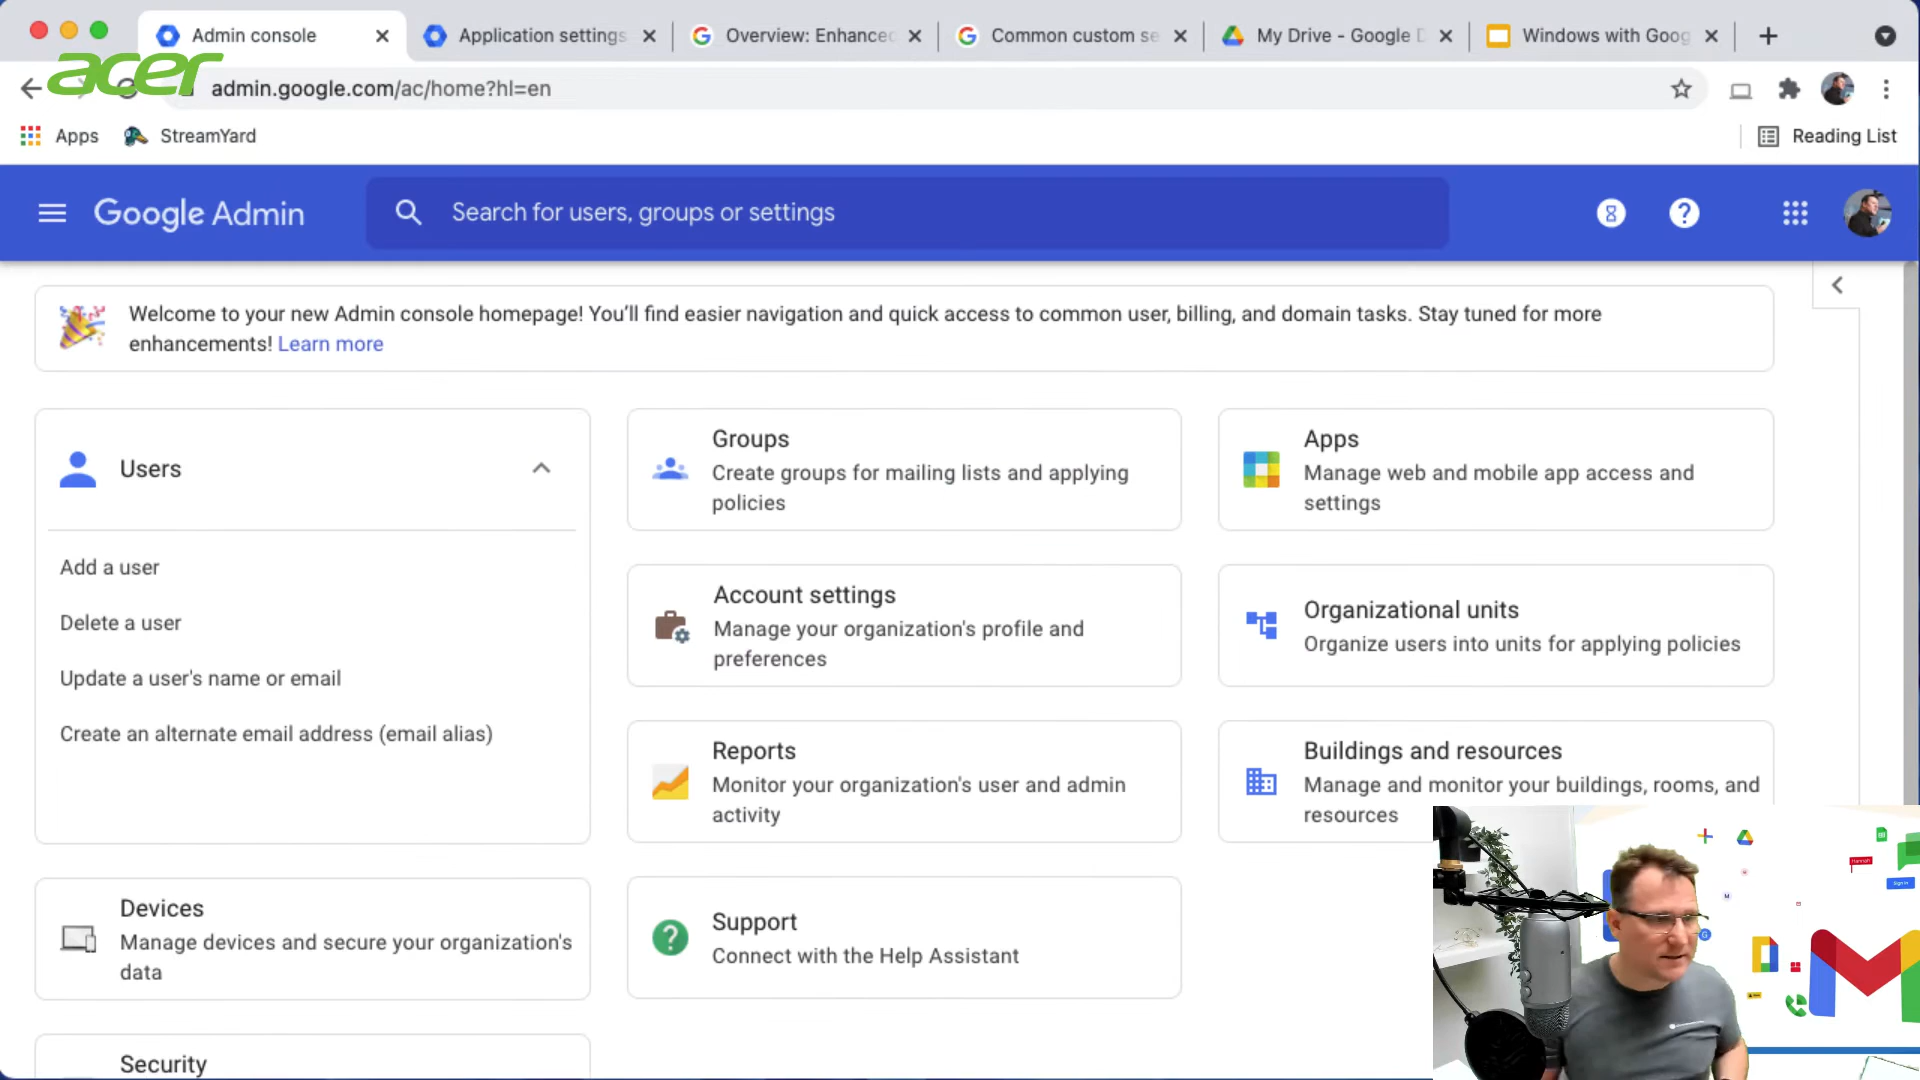 Admin console
Application settings
Overview: Enhanced
Common custom se
My Drive - Google D
Windows with Goog
acer
admin.google.com/ac/home?hl=en
Apps
StreamYard
Reading List
Google Admin
Search for users, groups or settings
Welcome to your new Admin console homepage! You'll find easier navigation and quick access to common user, billing, and domain tasks. Stay tuned for more
enhancements! Learn more
Users
Add a user
Delete a user
Update a user's name or email
Create an alternate email address (email alias)
Groups
Create groups for mailing lists and applying
policies
Apps
Manage web and mobile app access and
settings
Account settings
Manage your organization's profile and
preferences
Organizational units
Organize users into units for applying policies
Reports
Monitor your organization's user and admin
activity
Buildings and resources
Manage and monitor your buildings, rooms, and
resources
Devices
Manage devices and secure your organization's
data
Support
Connect with the Help Assistant
Security
Hannah
Sign in